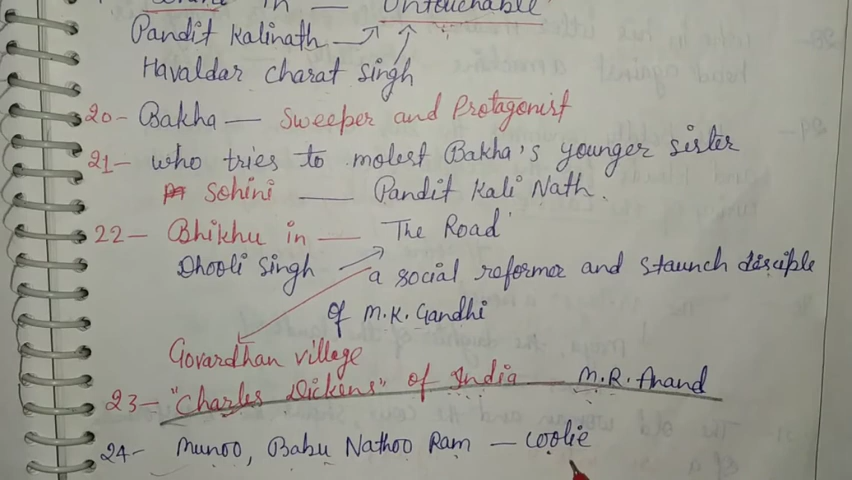 in — Untouchable
Pandit Kalinath
Havaldar charat Singh
20- Bakha — Sweeper and Protagonist
21- who tries to molest Bakha's younger sister
Sohini — Pandit Kali Nath.
22- Bhikhu in — The Road
Dhooli Singh a social reformer and staunch disciple
of M.K. Gandhi
Govardhan village
23- "Charles Dickens" of India — M.R. Anand
24- Munoo, Babu Nathoo Ram — Coolie